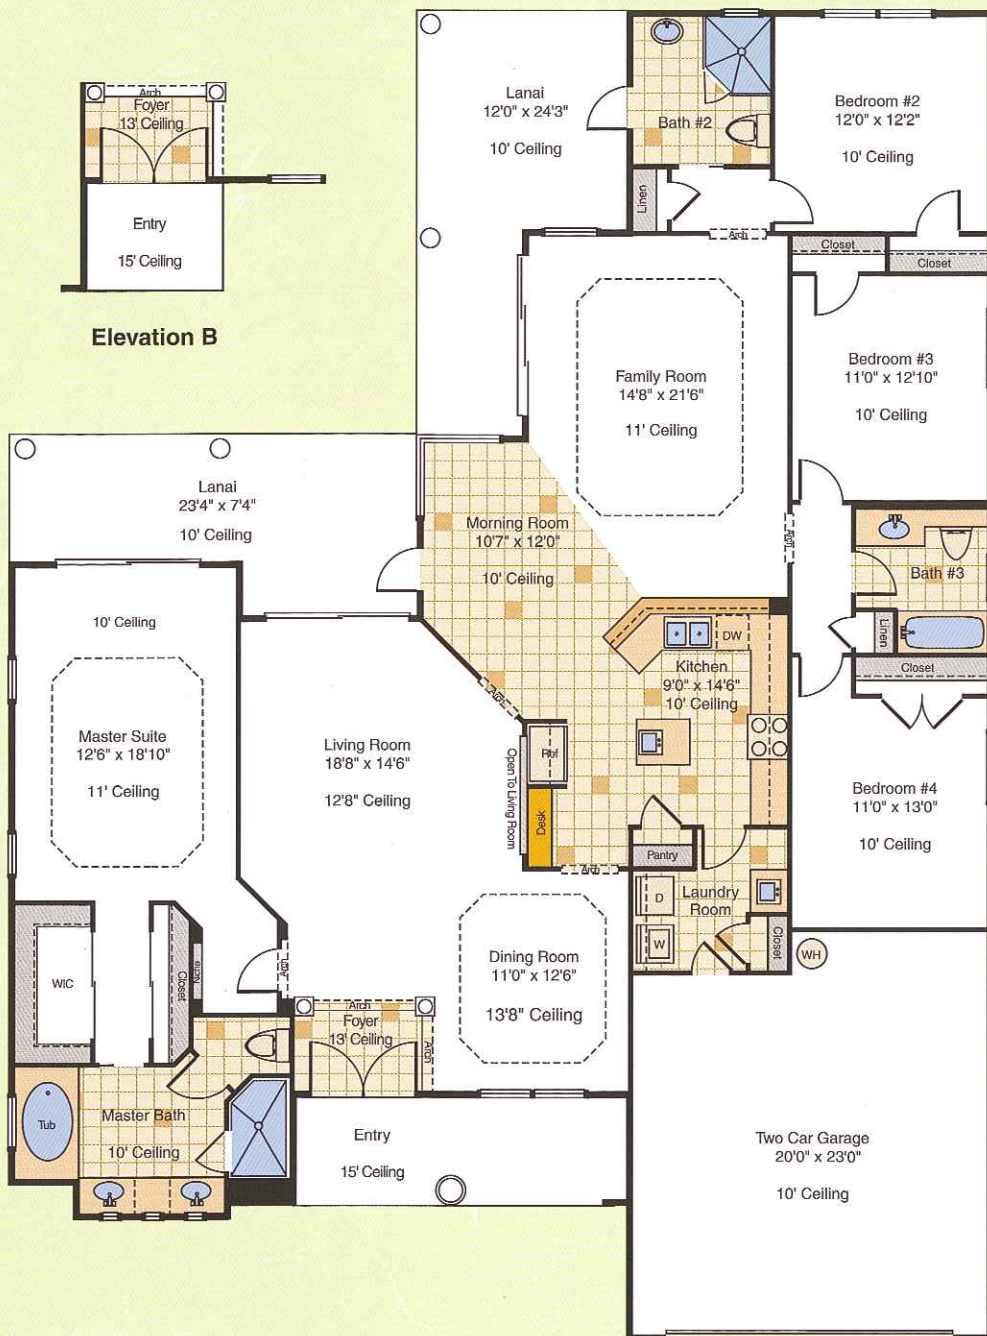 Arch
Foyer
13' Ceiling
Entry
15' Ceiling
Elevation B
Lanai
12'0" x 24'3"
10' Ceiling
Bath #2
Linen
Bedroom #2
12'0" x 12'2"
10' Ceiling
Arch
Closet
Closet
Family Room
14'8" x 21'6"
11' Ceiling
Bedroom #3
11'0" x 12'10"
10' Ceiling
Lanai
23'4" x 7'4"
10' Ceiling
Morning Room
10'7" x 12'0"
10' Ceiling
Arch
Bath #3
Linen
Closet
DW
Kitchen
9'0" x 14'6"
10' Ceiling
Arch
10' Ceiling
Master Suite
12'6" x 18'10"
11' Ceiling
Living Room
18'8" x 14'6"
12'8" Ceiling
Open To Living Room
Ref
Desk
Pantry
Arch
Bedroom #4
11'0" x 13'0"
10' Ceiling
Laundry
Room
D
W
Closet
WH
Dining Room
11'0" x 12'6"
13'8" Ceiling
WIC
Closet
Niche
Arch
Arch
Foyer
13' Ceiling
Arch
Tub
Master Bath
10' Ceiling
Entry
15' Ceiling
Two Car Garage
20'0" x 23'0"
10' Ceiling